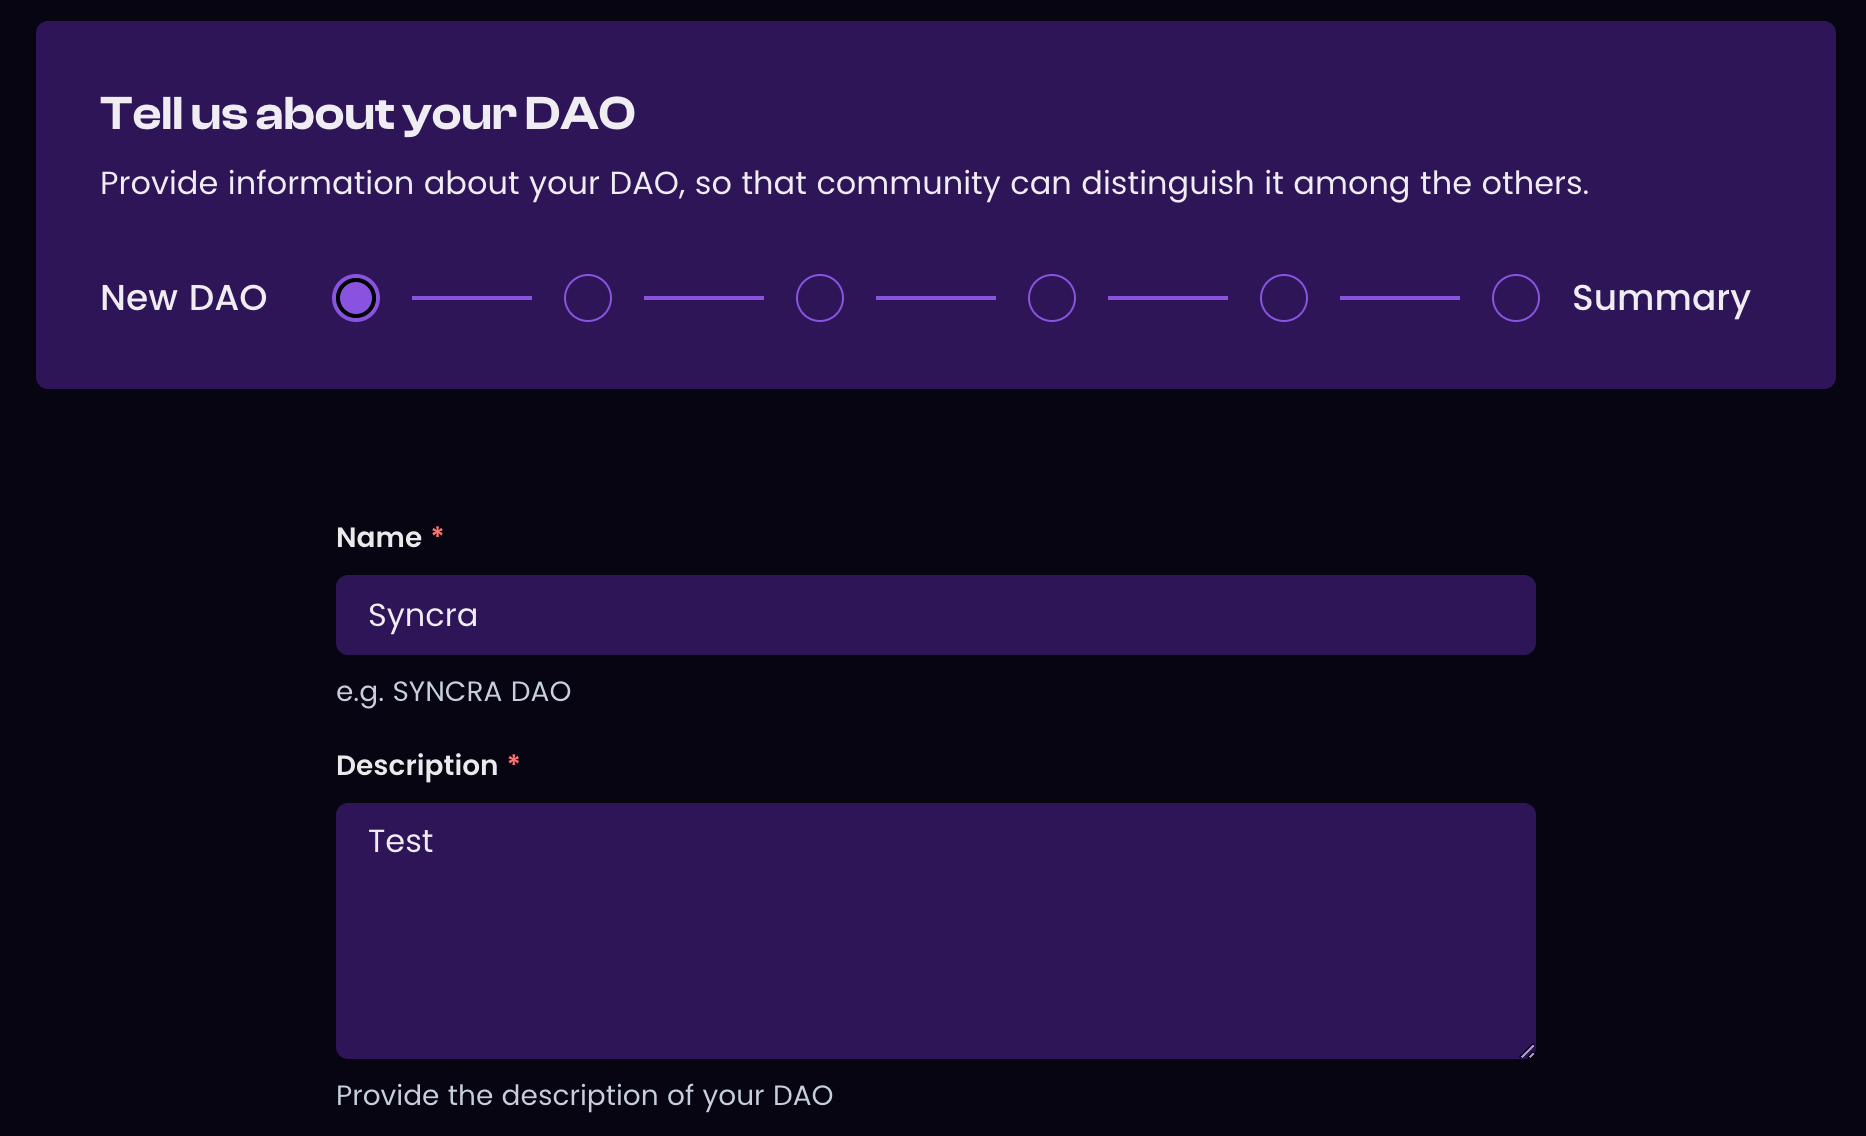 Tell us about your DAO
Provide information about your DAO, so that community can distinguish it among the others.
New DAO
Summary
Name *
Syncra
e.g. SYNCRA DAO
Description *
Test
Provide the description of your DAO